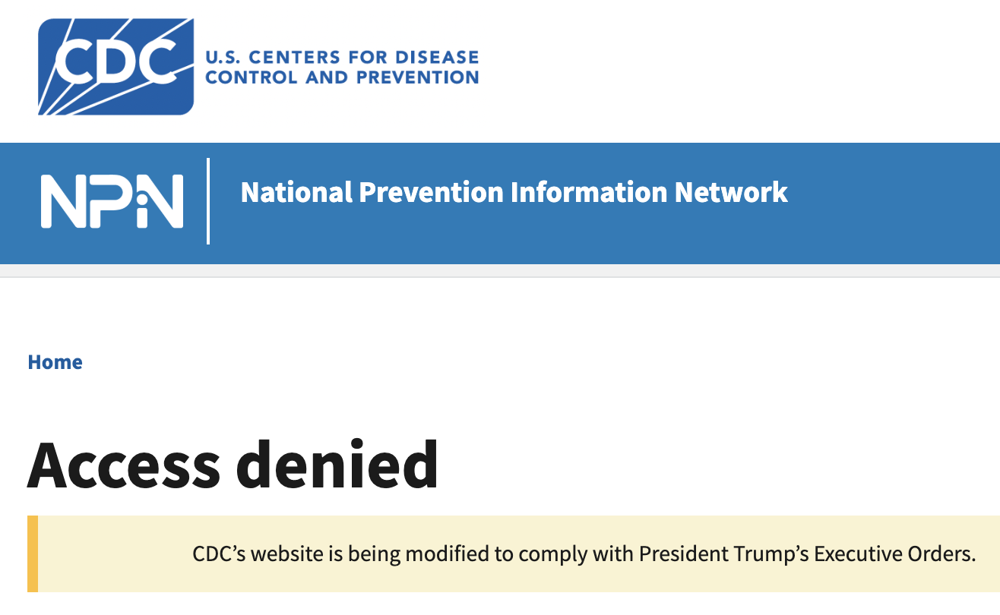 CDC
U.S. CENTERS FOR DISEASE
CONTROL AND PREVENTION
NPIN
National Prevention Information Network
Home
Access denied
CDC’s website is being modified to comply with President Trump’s Executive Orders.